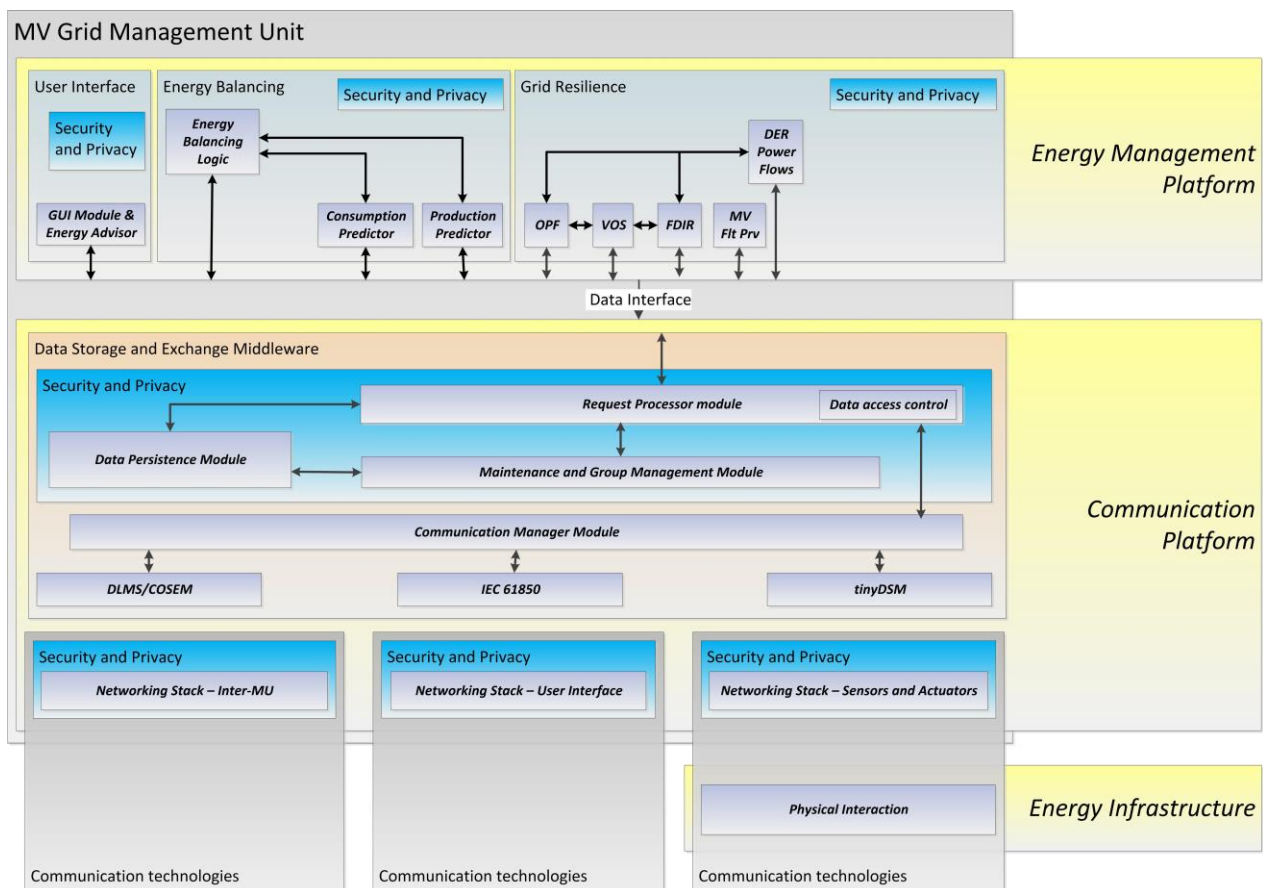 MV Grid Management Unit
User Interface
Security
and Privacy
GUI Module &
Energy Advisor
Energy Balancing
Security and Privacy
Energy
Balancing
Logic
Consumption
Predictor
Production
Predictor
Grid Resilience
Security and Privacy
DER
Power
Flows
OPF
VOS
FDIR
MV
Flt Prv
Energy Management
Platform
Data Interface
Data Storage and Exchange Middleware
Security and Privacy
Request Processor module
Data access control
Data Persistence Module
Maintenance and Group Management Module
Communication Manager Module
DLMS/COSEM
IEC 61850
tinyDSM
Communication
Platform
Security and Privacy
Networking Stack – Inter-MU
Communication technologies
Security and Privacy
Networking Stack – User Interface
Communication technologies
Security and Privacy
Networking Stack – Sensors and Actuators
Physical Interaction
Communication technologies
Energy Infrastructure